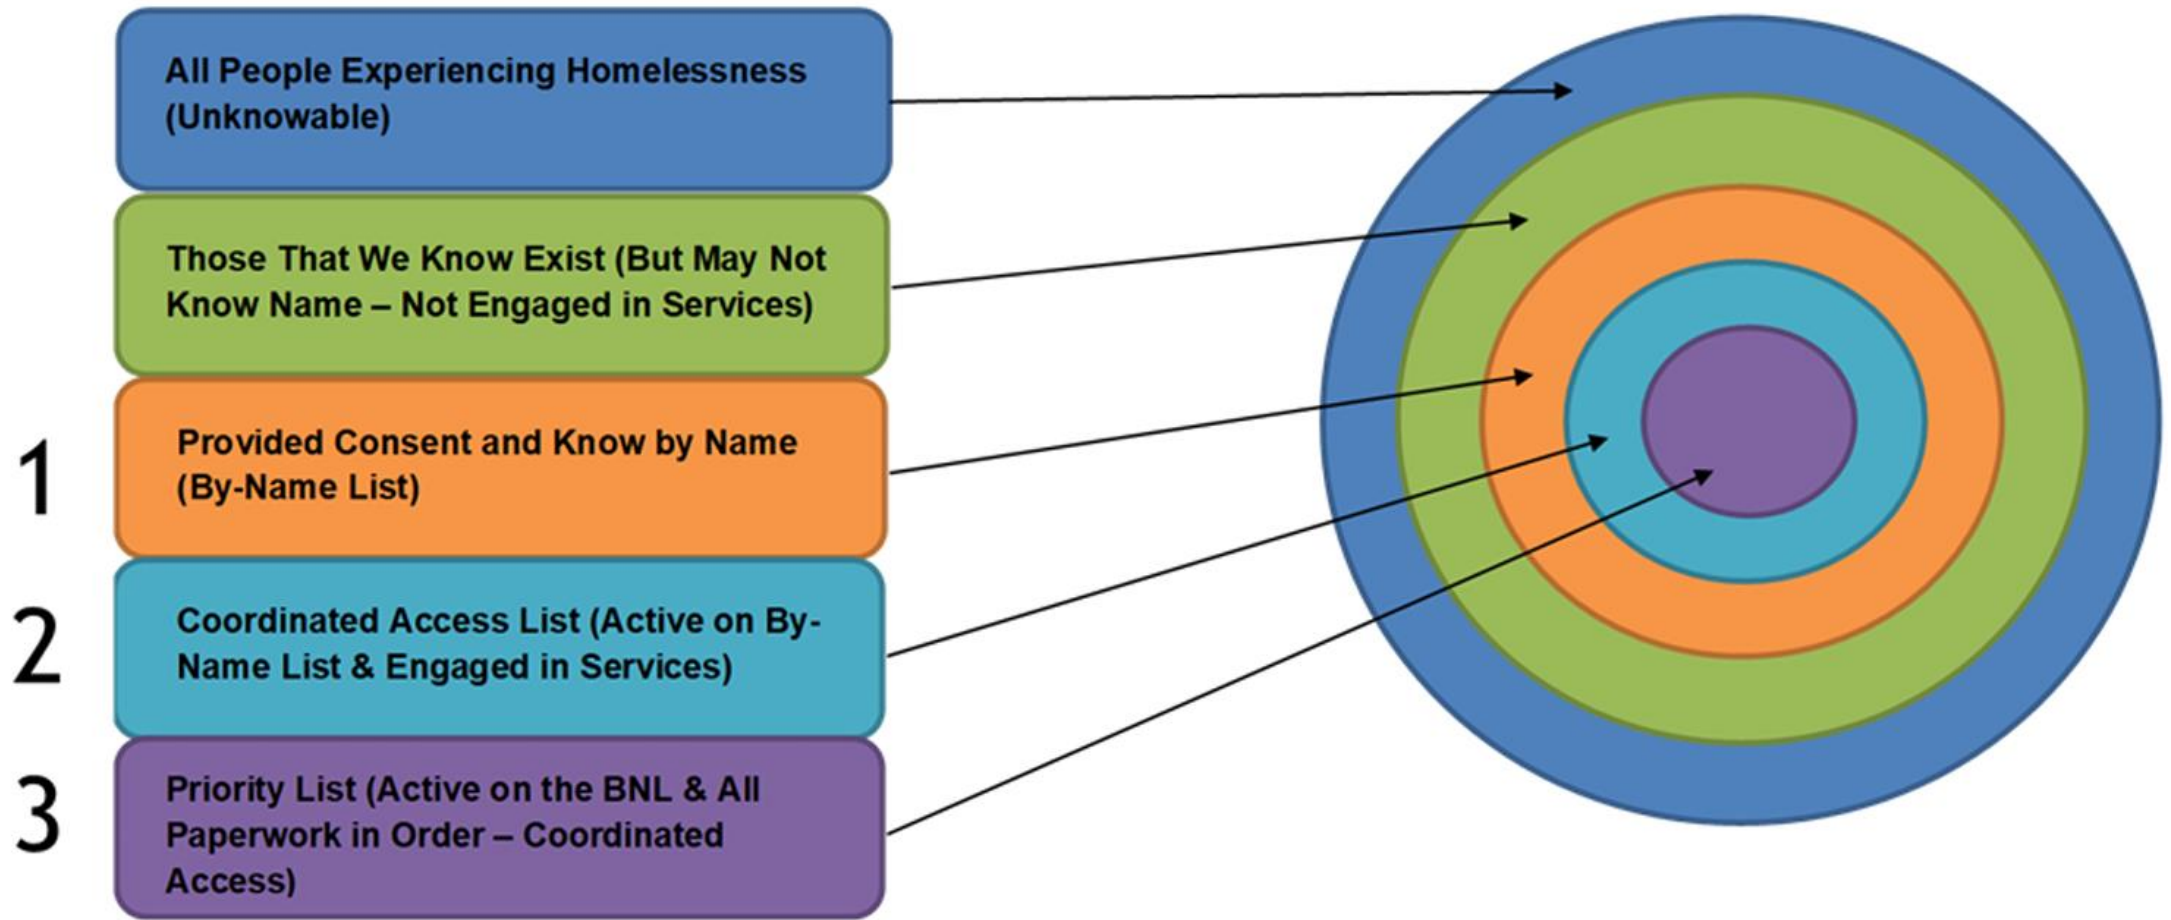 All People Experiencing Homelessness
(Unknowable)
Those That We Know Exist (But May Not
Know Name – Not Engaged in Services)
1
Provided Consent and Know by Name
(By-Name List)
2
Coordinated Access List (Active on By-
Name List & Engaged in Services)
3
Priority List (Active on the BNL & All
Paperwork in Order – Coordinated
Access)